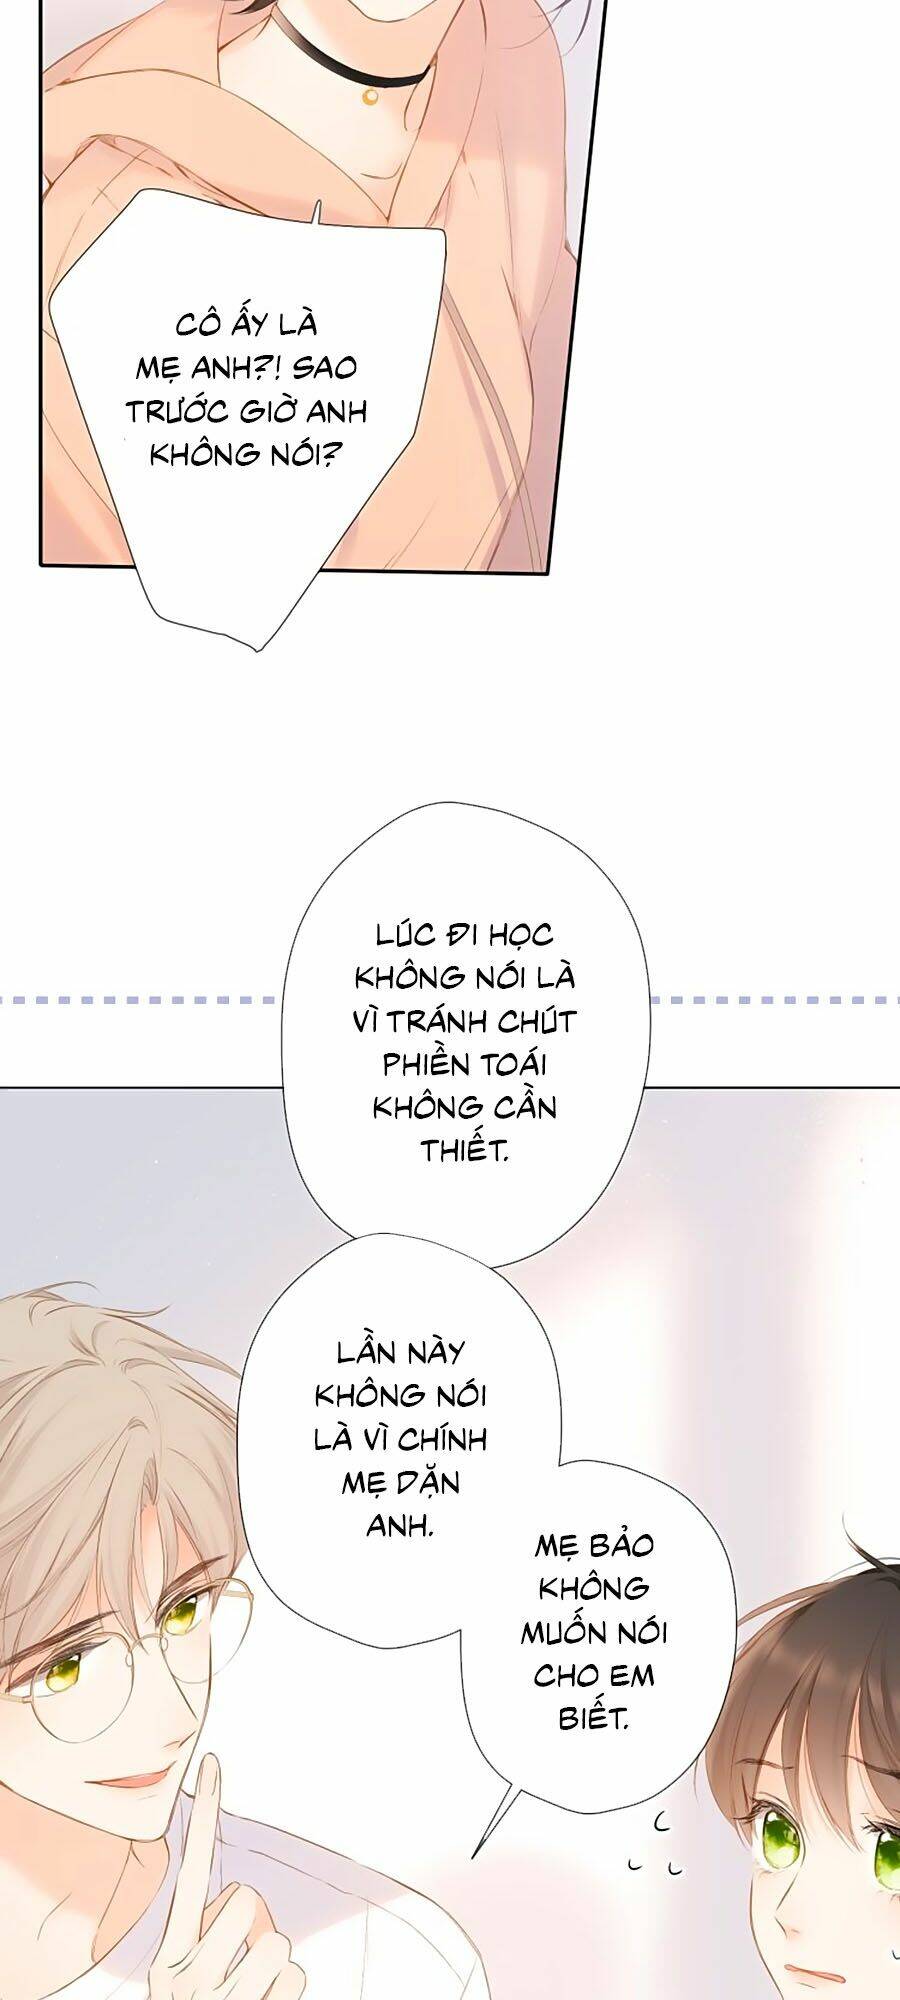 CÔ ẤY LÀ
MẸ ANH?! SAO
TRƯỚC GIỜ ANH
KHÔNG NÓI?
LÚC ĐI HỌC
KHÔNG NÓI LÀ
VÌ TRÁNH CHÚT
PHIỀN TOÁI
KHÔNG CẦN
THIẾT.
LẦN NÀY
KHÔNG NÓI
LÀ VÌ CHÍNH
MẸ DẶN
ANH.
MẸ BẢO
KHÔNG
MUỐN NÓI
CHO EM
BIẾT.